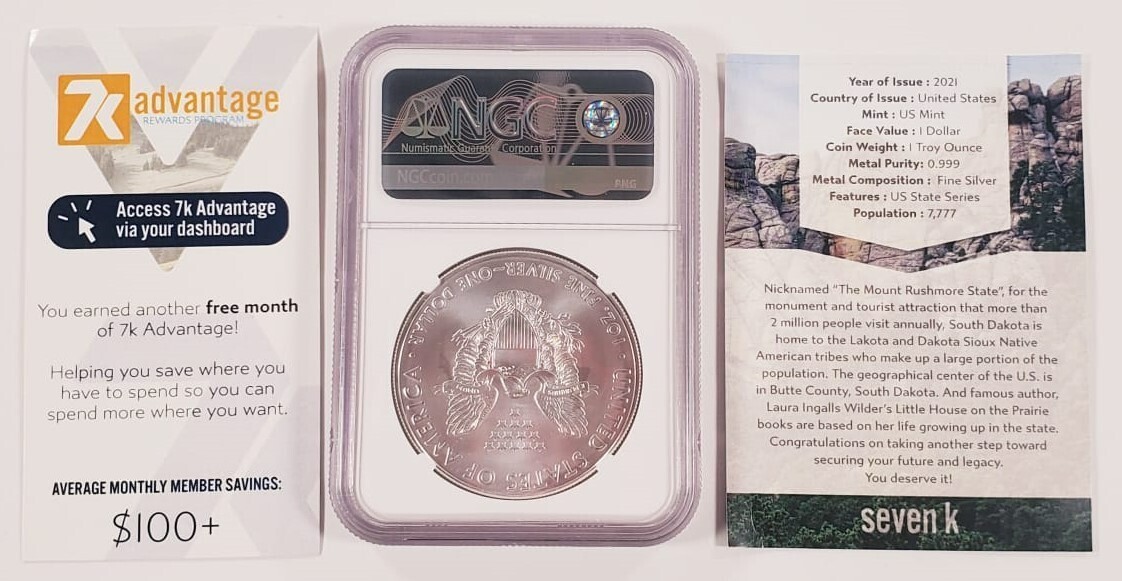 7k advantage
REWARDS PROGRAM
Access 7k Advantage
via your dashboard
You earned another free month
of 7k Advantage!
Helping you save where you
have to spend so you can
spend more where you want.
AVERAGE MONTHLY MEMBER SAVINGS:
$100+
NGC
Numismatic Guaranty Corporation
NGCcoin.com
PNG
1 OZ. FINE SILVER~ONE DOLLAR
UNITED STATES OF AMERICA
Year of Issue : 2021
Country of Issue : United States
Mint : US Mint
Face Value : 1 Dollar
Coin Weight : 1 Troy Ounce
Metal Purity: 0.999
Metal Composition : Fine Silver
Features : US State Series
Population : 7,777
Nicknamed "The Mount Rushmore State", for the
monument and tourist attraction that more than
2 million people visit annually, South Dakota is
home to the Lakota and Dakota Sioux Native
American tribes who make up a large portion of the
population. The geographical center of the U.S. is
in Butte County, South Dakota. And famous author,
Laura Ingalls Wilder's Little House on the Prairie
books are based on her life growing up in the state.
Congratulations on taking another step toward
securing your future and legacy.
You deserve it!
seven k